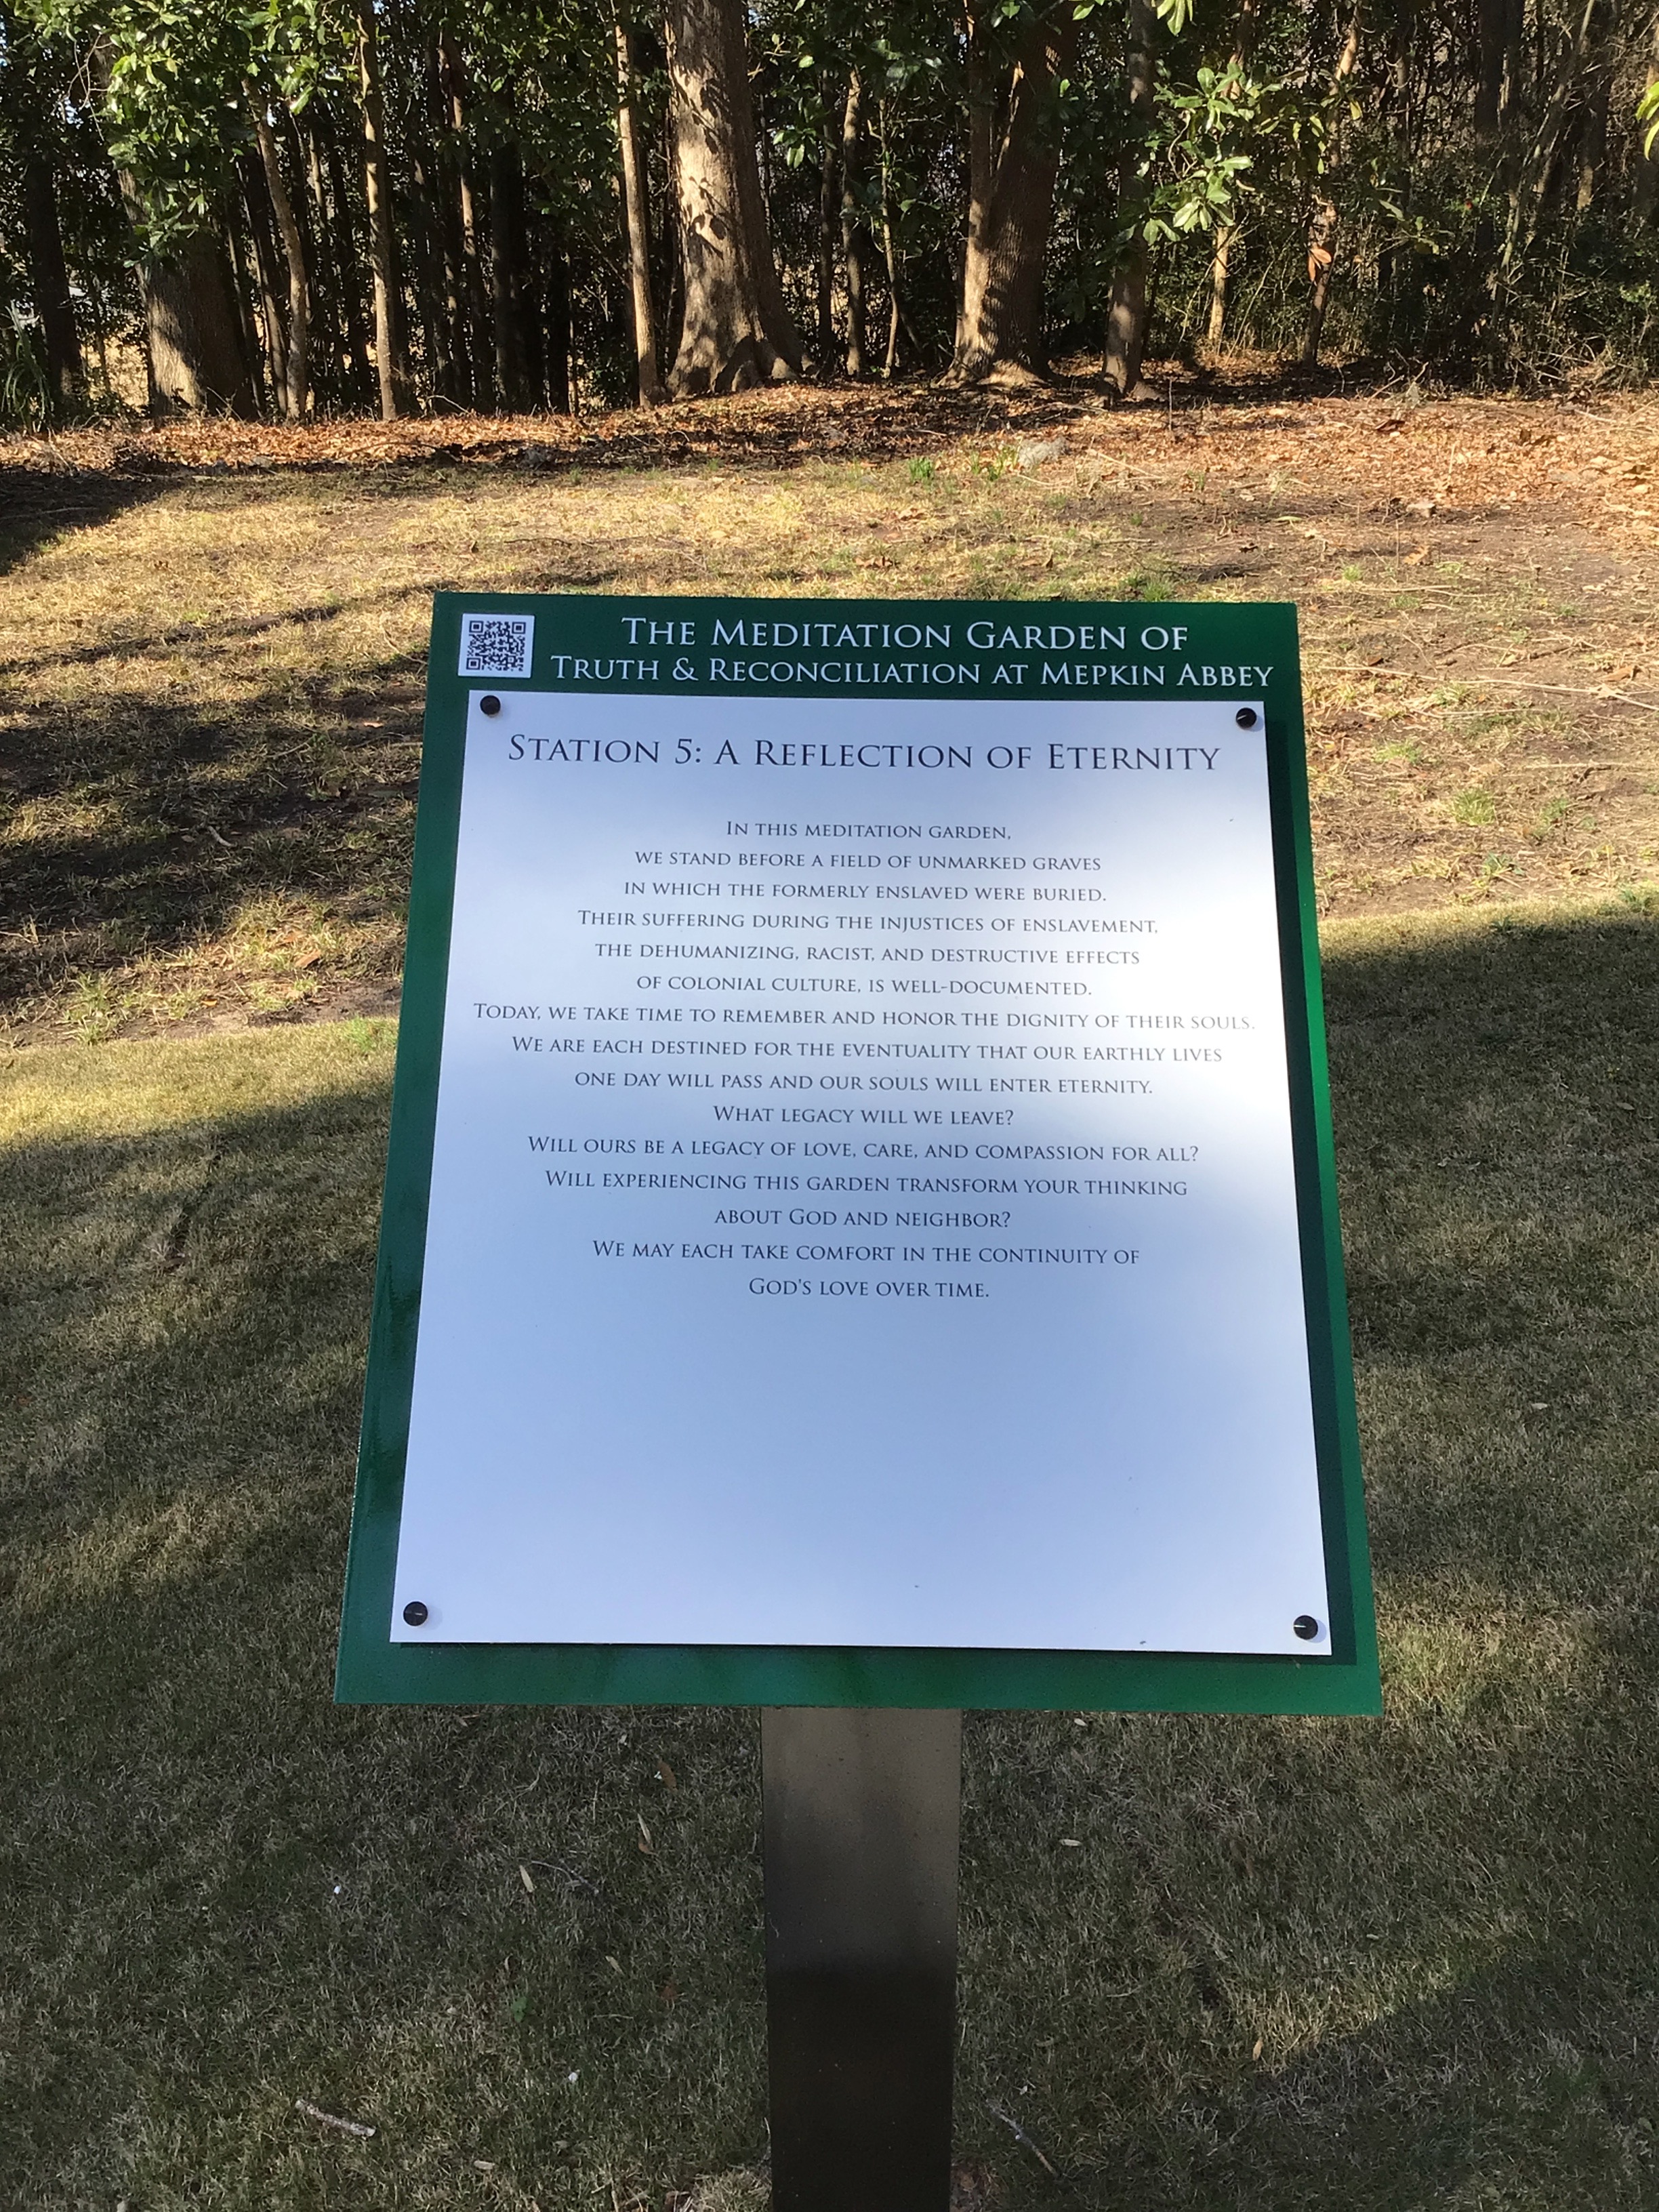 The Meditation Garden of
Truth & Reconciliation at Mepkin Abbey
Station 5: A Reflection of Eternity
In this meditation garden,
we stand before a field of unmarked graves
in which the formerly enslaved were buried.
Their suffering during the injustices of enslavement,
the dehumanizing, racist, and destructive effects
of colonial culture, is well-documented.
Today, we take time to remember and honor the dignity of their souls.
We are each destined for the eventuality that our earthly lives
one day will pass and our souls will enter eternity.
What legacy will we leave?
Will ours be a legacy of love, care, and compassion for all?
Will experiencing this garden transform your thinking
about God and neighbor?
We may each take comfort in the continuity of
God's love over time.